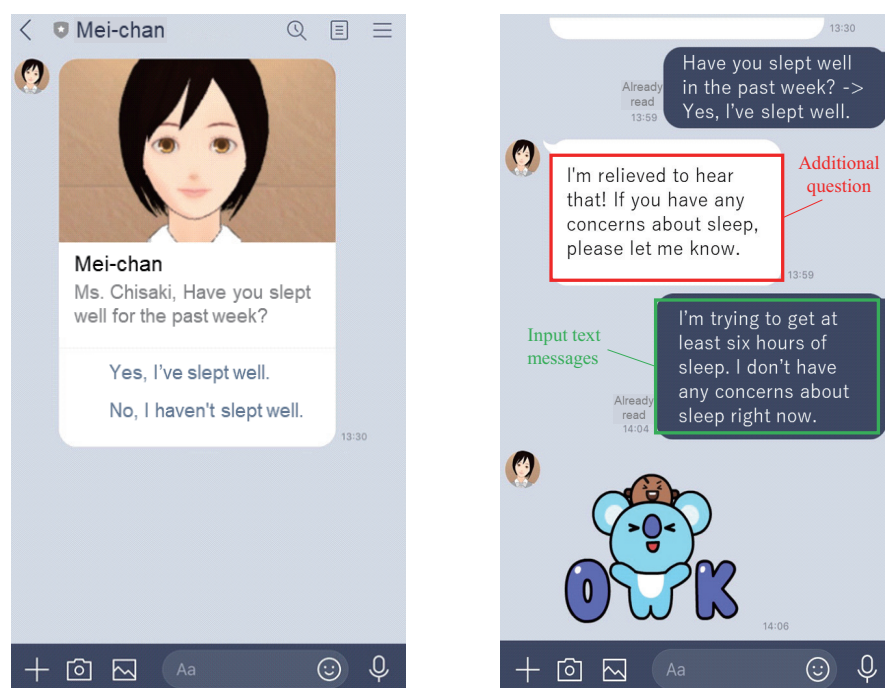 Mei-chan
Mei-chan
Ms. Chisaki, Have you slept
well for the past week?
Yes, I've slept well.
No, I haven't slept well.
13:30
Aa
13:30
Have you slept well
in the past week? ->
Yes, I've slept well.
Already
read
13:59
I'm relieved to hear
that! If you have any
concerns about sleep,
please let me know.
13:59
Additional
question
I'm trying to get at
least six hours of
sleep. I don't have
any concerns about
sleep right now.
Input text
messages
Already
read
14:04
OK
14:06
Aa